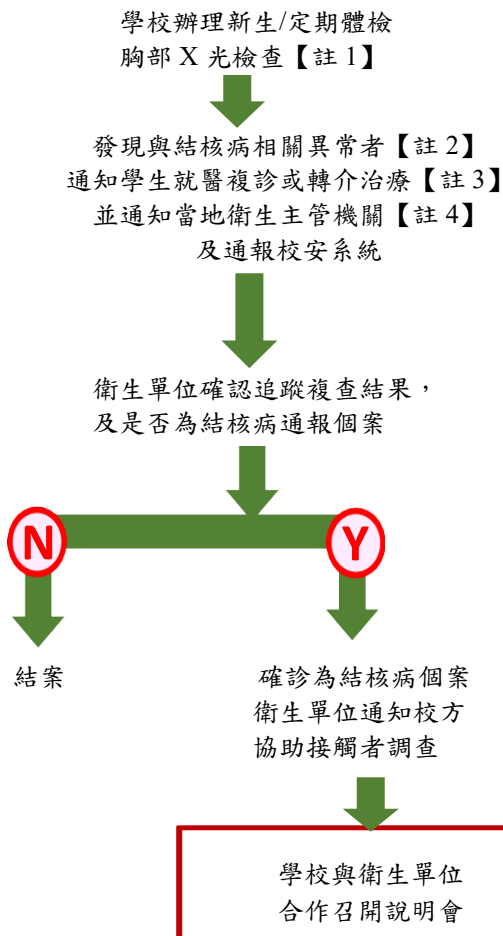 學校辦理新生/定期體檢
胸部 X 光檢查【註 1】
發現與結核病相關異常者【註 2】
通知學生就醫複診或轉介治療【註 3】
並通知當地衛生主管機關【註 4】
及通報校安系統
衛生單位確認追蹤複查結果，
及是否為結核病通報個案
N
Y
結案
確診為結核病個案
衛生單位通知校方
協助接觸者調查
學校與衛生單位
合作召開說明會